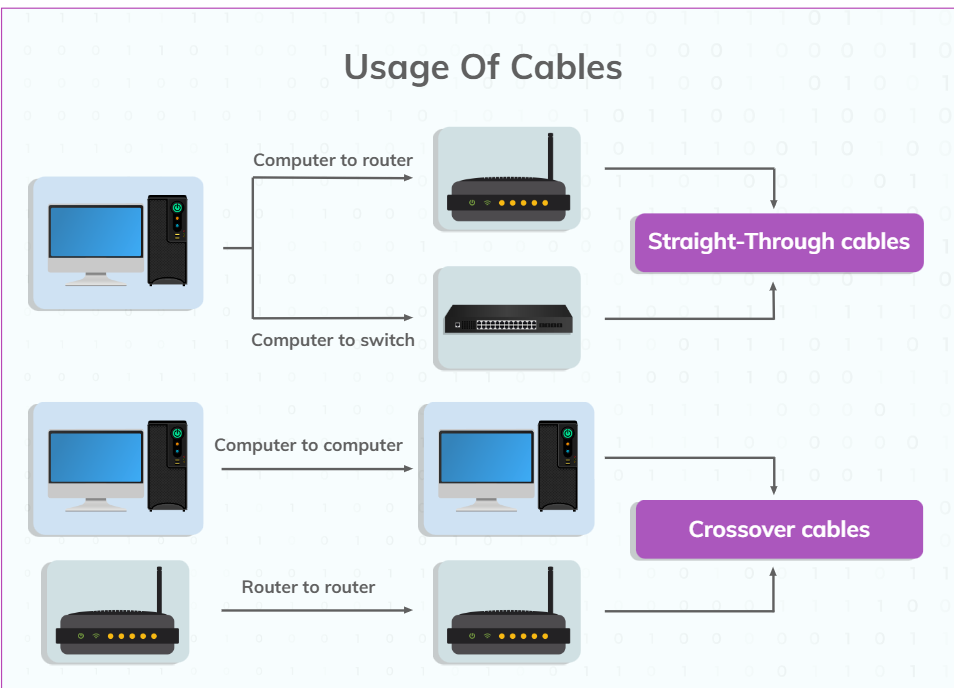 Usage Of Cables
Computer to router
Straight-Through cables
Computer to switch
Computer to computer
Crossover cables
Router to router